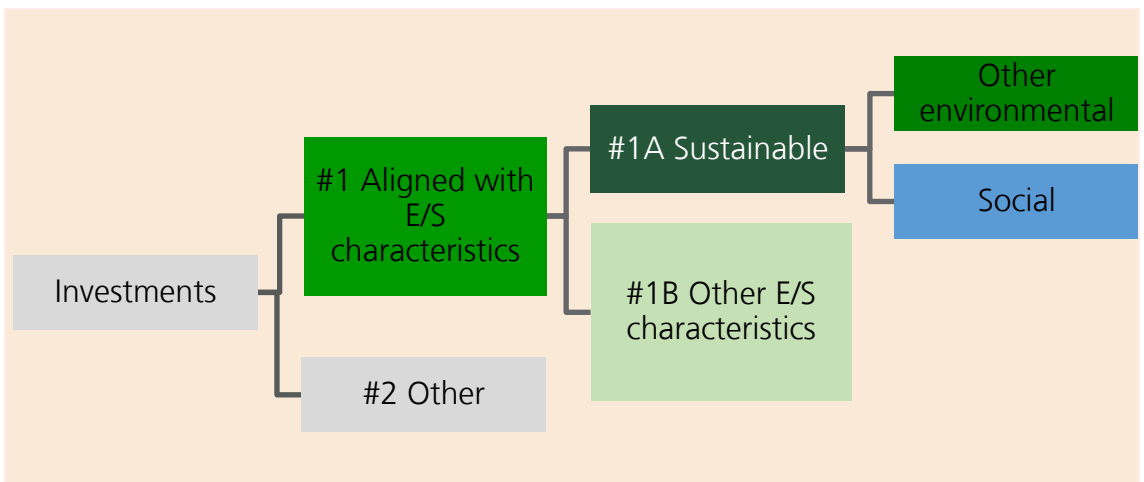 Investments
#1 Aligned with
E/S
characteristics
#2 Other
#1A Sustainable
#1B Other E/S
characteristics
Other
environmental
Social